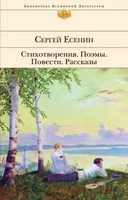 Библиотека Всемирной Литературы
Сергей Есенин
Стихотворения. Поэмы.
Повести. Рассказы